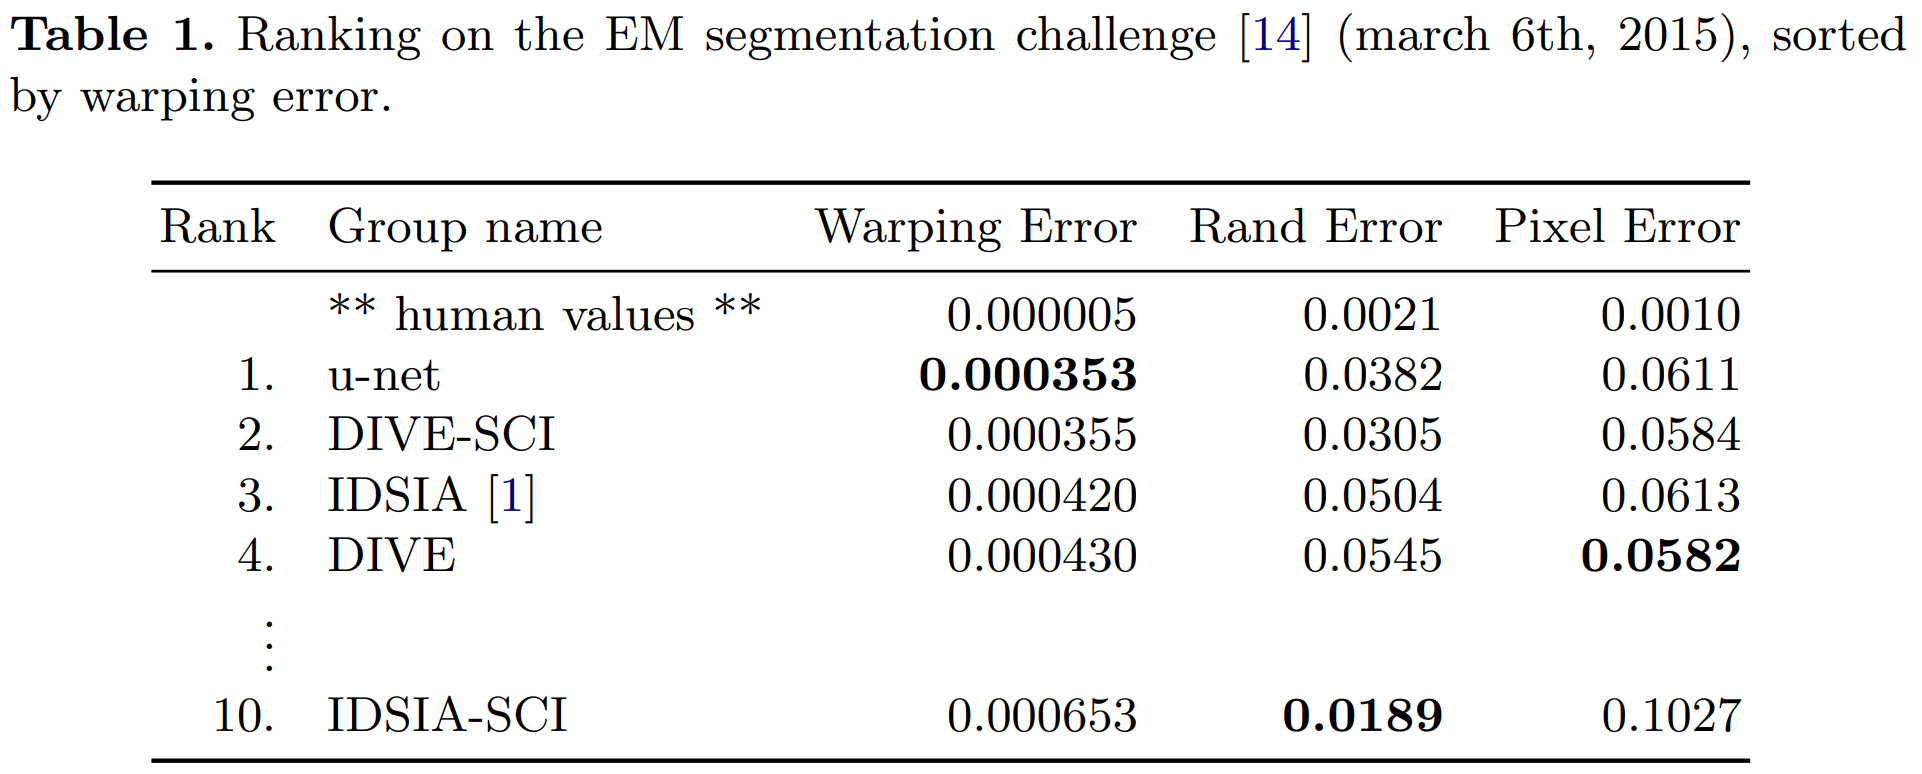 Table 1. Ranking on the EM segmentation challenge [14] (march 6th, 2015), sorted
by warping error.
Rank Group name Warping Error Rand Error Pixel Error
** human values ** 0.000005 0.0021 0.0010
1. u-net 0.000353 0.0382 0.0611
2. DIVE-SCI 0.000355 0.0305 0.0584
3. IDSIA [1] 0.000420 0.0504 0.0613
4. DIVE 0.000430 0.0545 0.0582
⋮
10. IDSIA-SCI 0.000653 0.0189 0.1027